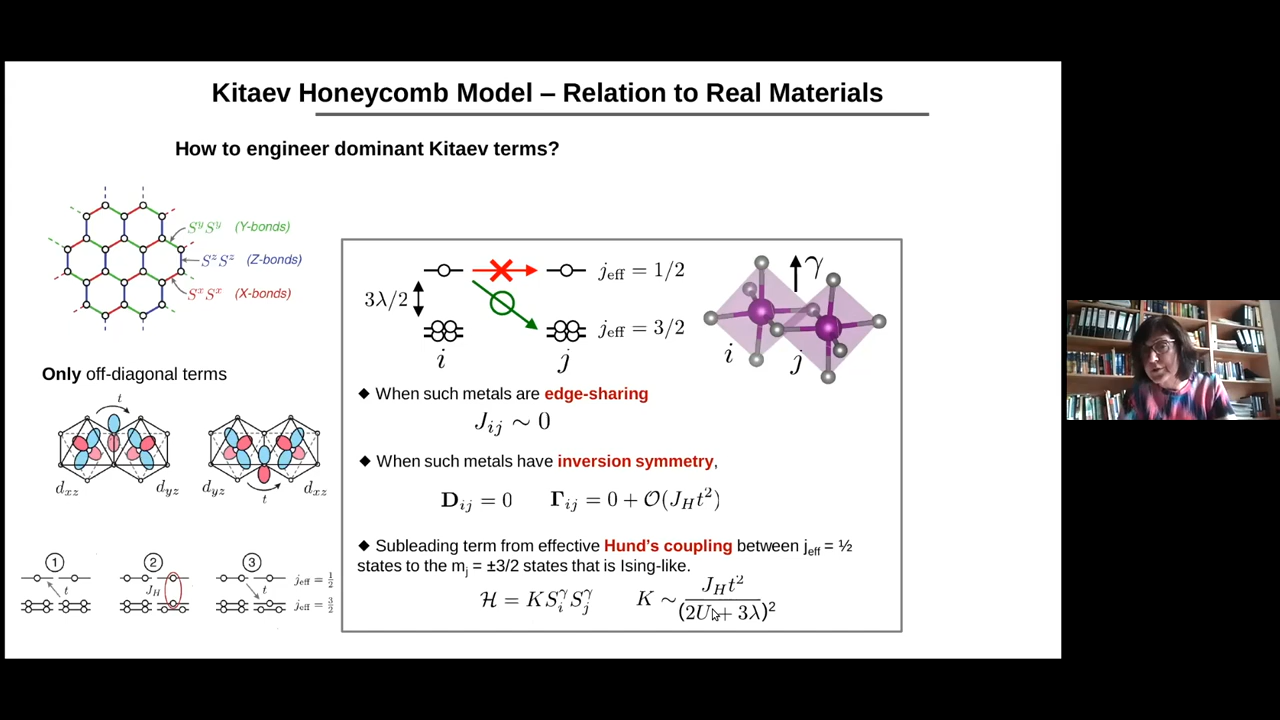 Kitaev Honeycomb Model – Relation to Real Materials
How to engineer dominant Kitaev terms?
S^y S^y (Y-bonds)
S^z S^z (Z-bonds)
S^x S^x (X-bonds)
Only off-diagonal terms
t
d_xz d_yz
d_yz d_xz
t
1 2 3
t J_H t
j_eff = 1/2
j_eff = 3/2
3λ/2
j_eff = 1/2
j_eff = 3/2
i j
γ
i j
◆ When such metals are edge-sharing
J_ij ∼ 0
◆ When such metals have inversion symmetry,
D_ij = 0 Γ_ij = 0 + O(J_H t²)
◆ Subleading term from effective Hund's coupling between j_eff = ½
states to the m_j = ±3/2 states that is Ising-like.
H = K S_i^γ S_j^γ K ∼ J_H t² / (2U + 3λ)²